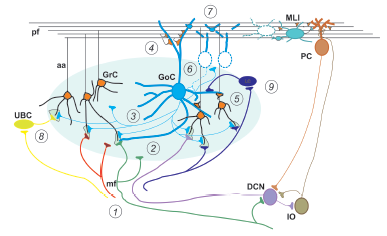 7
MLI
pf
4
PC
aa
6
GrC
GoC
9
5
UBC
3
8
2
mf
DCN
1
IO